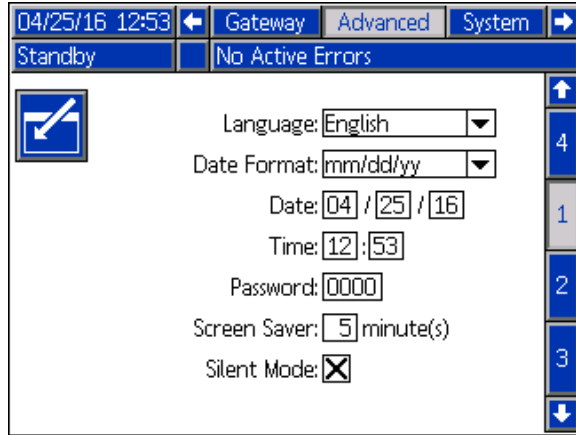 04/25/16 12:53 Gateway Advanced System
Standby No Active Errors
Language: English
Date Format: mm/dd/yy
Date: 04 / 25 / 16
Time: 12 : 53
Password: 0000
Screen Saver: 5 minute(s)
Silent Mode:
4
1
2
3